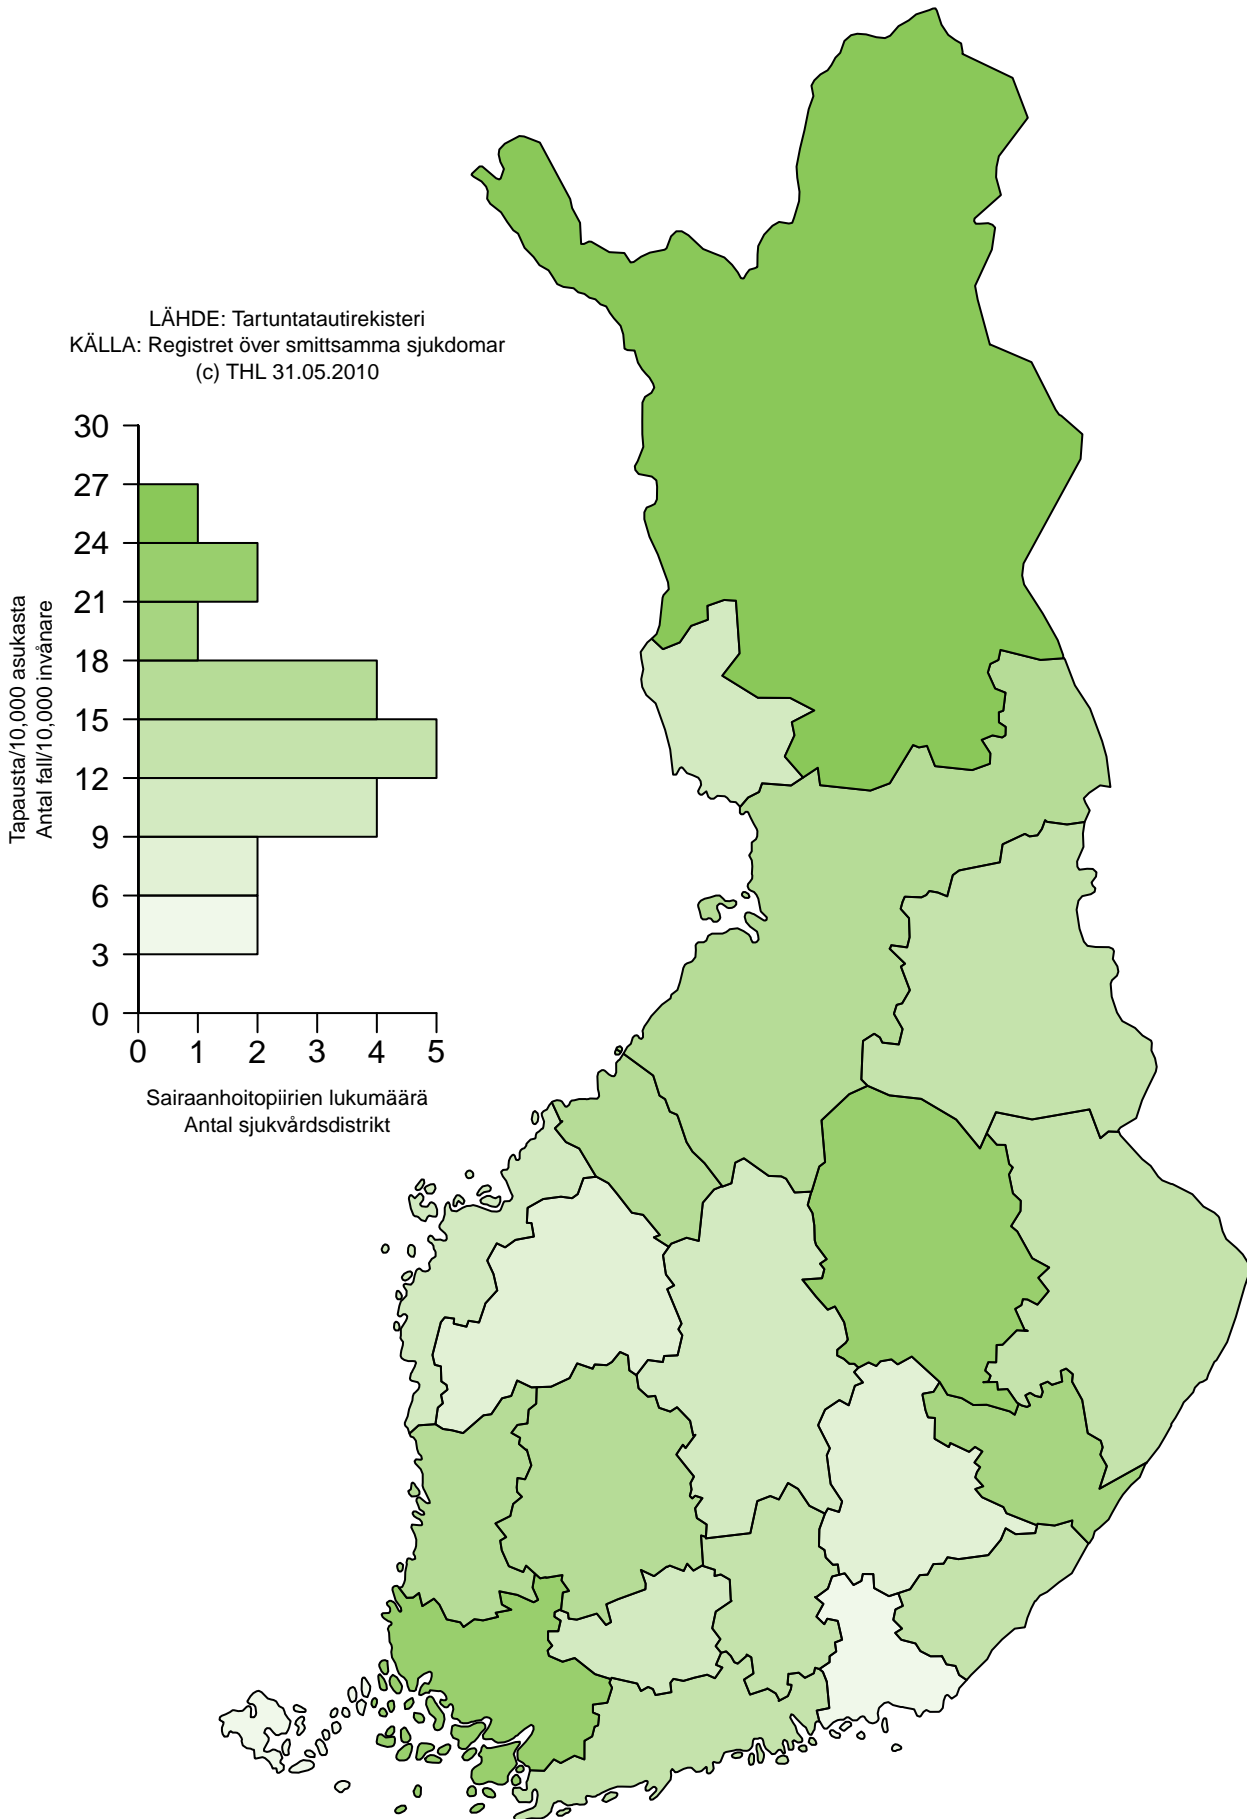 LÄHDE: Tartuntatautirekisteri
KÄLLA: Registret över smittsamma sjukdomar
(c) THL 31.05.2010
30
27
24
21
18
15
12
9
6
3
0
Tapausta/10,000 asukasta
Antal fall/10,000 invånare
0 1 2 3 4 5
Sairaanhoitopiirien lukumäärä
Antal sjukvårdsdistrikt